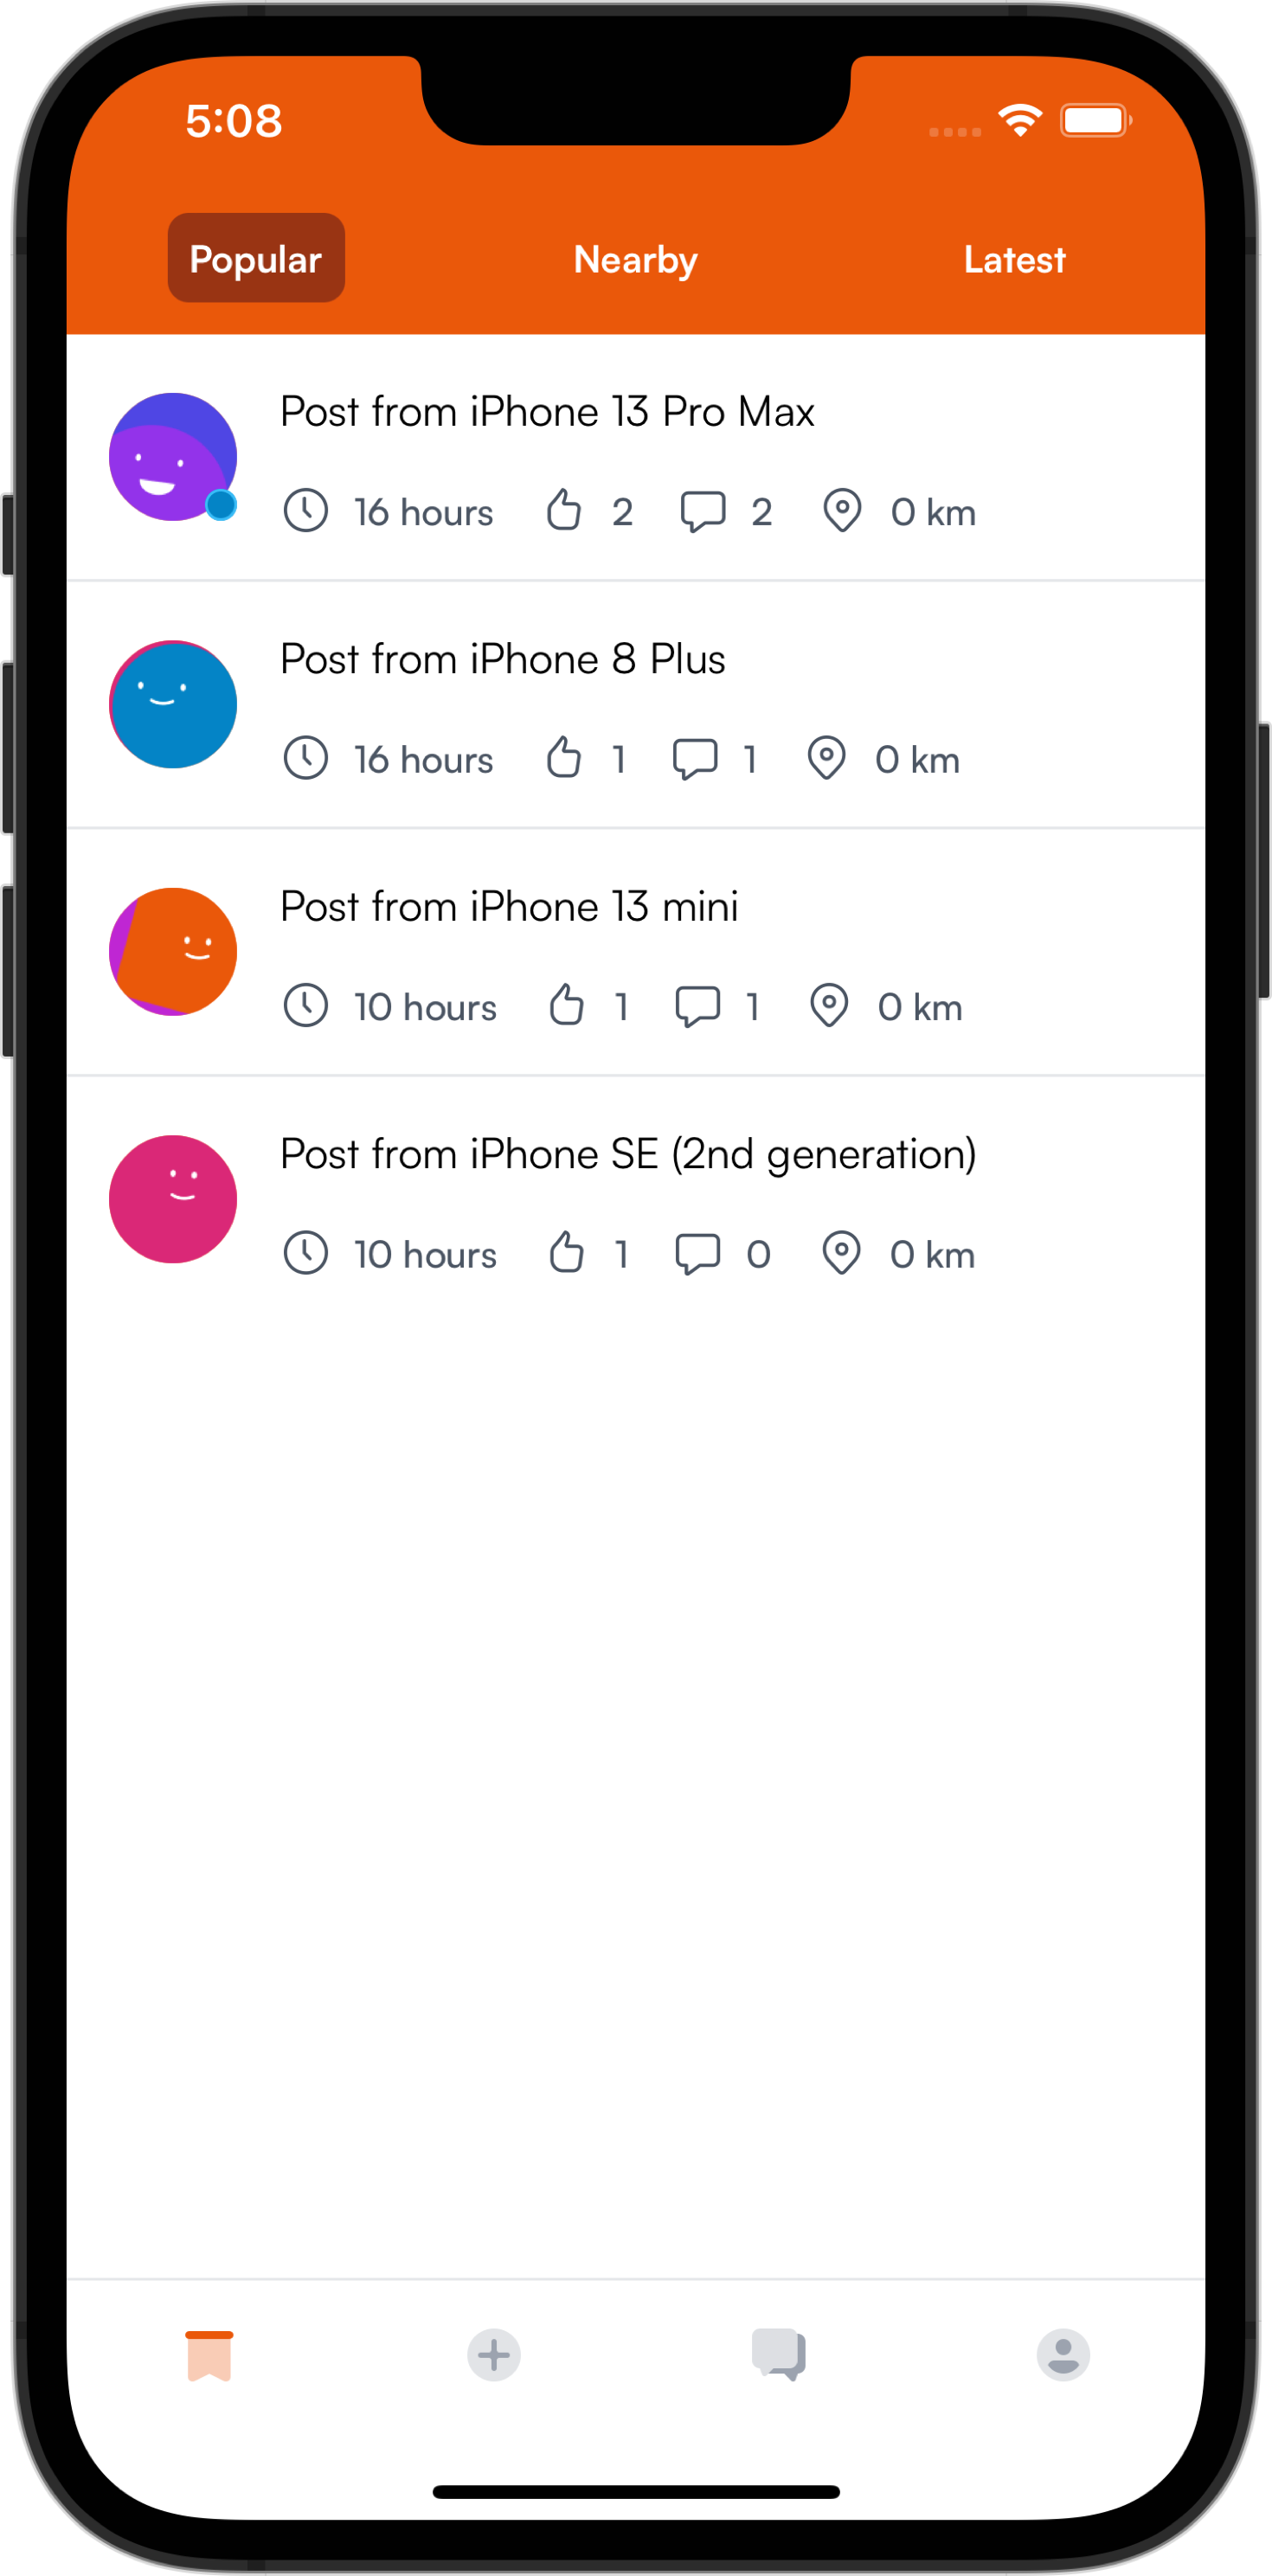 5:08
Popular Nearby Latest
Post from iPhone 13 Pro Max
16 hours 2 2 0 km
Post from iPhone 8 Plus
16 hours 1 1 0 km
Post from iPhone 13 mini
10 hours 1 1 0 km
Post from iPhone SE (2nd generation)
10 hours 1 0 0 km